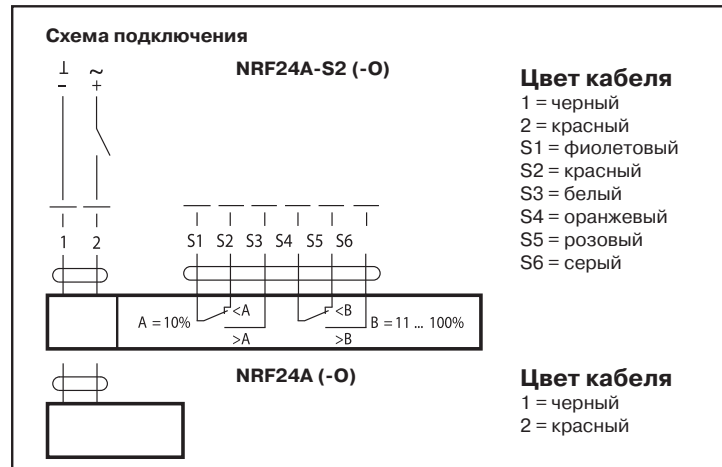 Схема подключения
NRF24A-S2 (-O)
⊥ ~
- +
1 2 S1 S2 S3 S4 S5 S6
A = 10% <A >A <B >B B = 11 ... 100%
Цвет кабеля
1 = черный
2 = красный
S1 = фиолетовый
S2 = красный
S3 = белый
S4 = оранжевый
S5 = розовый
S6 = серый
NRF24A (-O)
Цвет кабеля
1 = черный
2 = красный